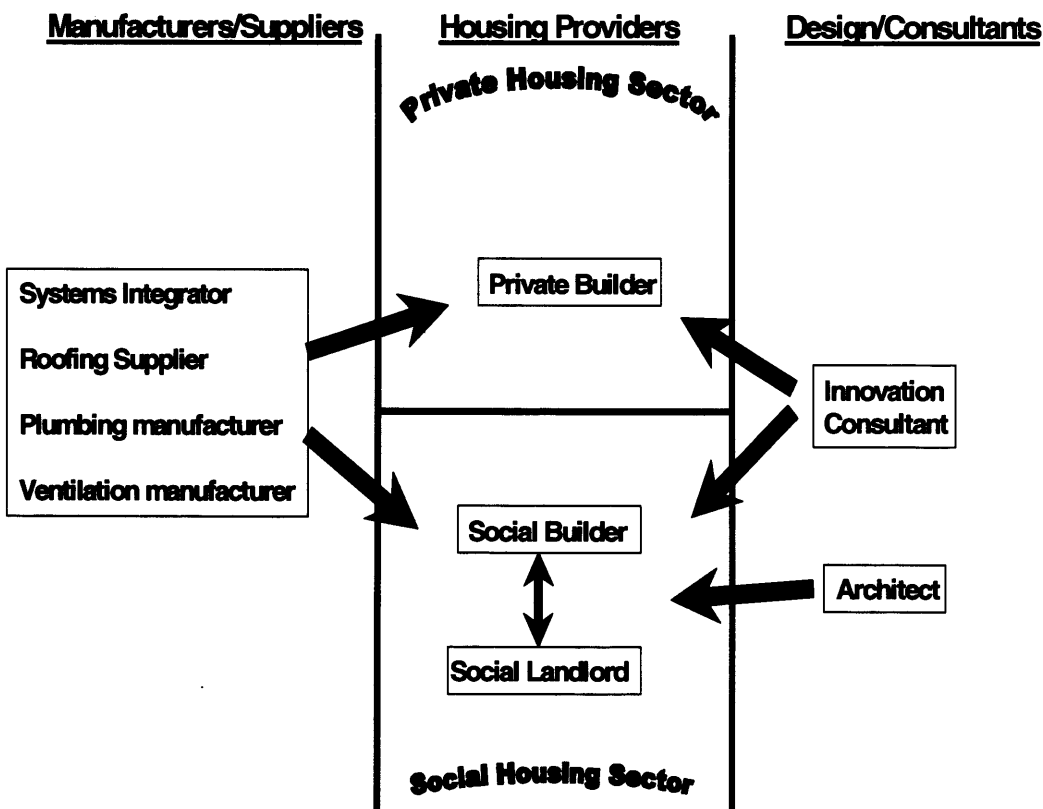 Manufacturers/Suppliers
Housing Providers
Design/Consultants
Private Housing Sector
Systems Integrator
Roofing Supplier
Plumbing manufacturer
Ventilation manufacturer
Private Builder
Innovation
Consultant
Social Builder
Architect
Social Landlord
Social Housing Sector